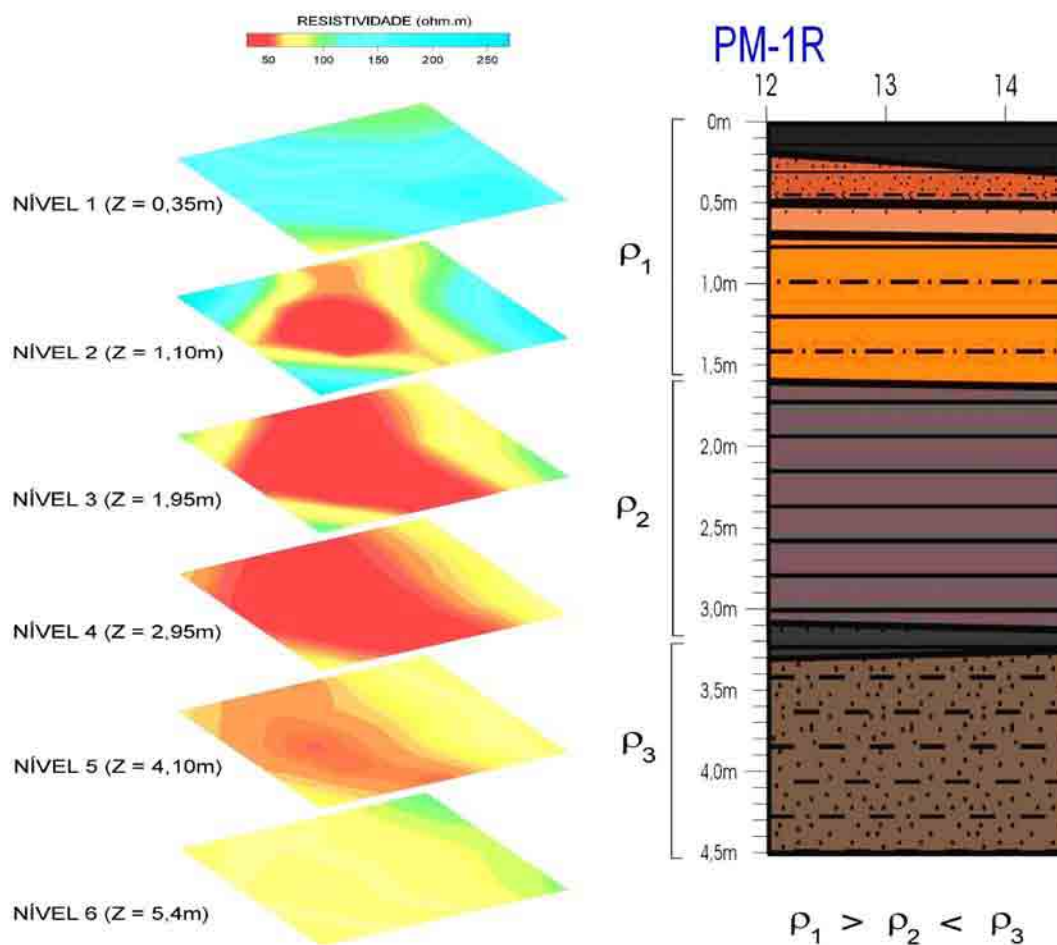 RESISTIVIDADE (ohm.m)
50 100 150 200 250
NÍVEL 1 (Z = 0,35m)
NÍVEL 2 (Z = 1,10m)
NÍVEL 3 (Z = 1,95m)
NÍVEL 4 (Z = 2,95m)
NÍVEL 5 (Z = 4,10m)
NÍVEL 6 (Z = 5.4m)
PM-1R
12 13 14
0m
0,5m
1,0m
1,5m
2,0m
2,5m
3,0m
3,5m
4,0m
4,5m
ρ1
ρ2
ρ3
ρ1 > ρ2 < ρ3